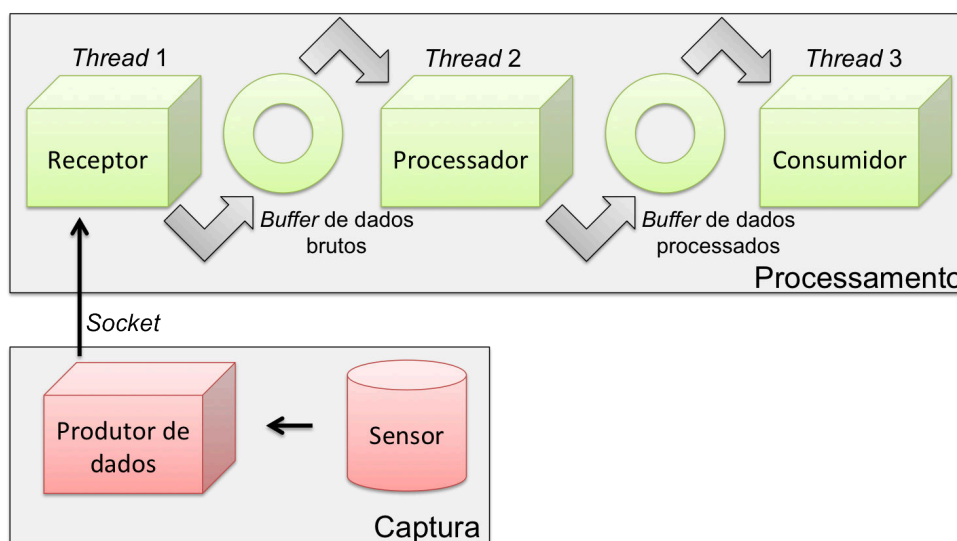 Thread 1
Thread 2
Thread 3
Receptor
Processador
Consumidor
Buffer de dados
brutos
Buffer de dados
processados
Processamento
Socket
Produtor de
dados
Sensor
Captura